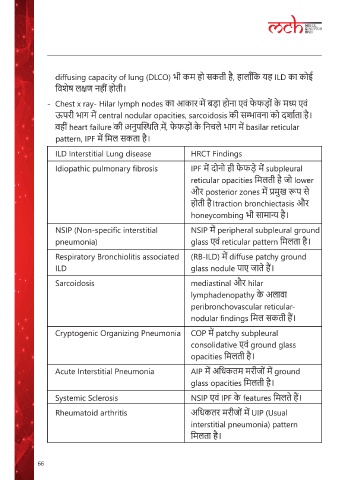 mch
diffusing capacity of lung (DLCO) भी कम हो सकती है, हालाँकि यह ILD का कोई
विशेष लक्षण नहीं होती।
- Chest x ray- Hilar lymph nodes का आकार में बड़ा होना एवं फेफड़ों के मध्य एवं
ऊपरी भाग में central nodular opacities, sarcoidosis की सम्भावना को दर्शाता है।
वहीं heart failure की अनुपस्थिति में, फेफड़ों के निचले भाग में basilar reticular
pattern, IPF में मिल सकता है।
ILD Interstitial Lung disease HRCT Findings
Idiopathic pulmonary fibrosis IPF में दोनो ही फेफड़े में subpleural
reticular opacities मिलती है जो lower
और posterior zones में प्रमुख रूप से
होती है।traction bronchiectasis और
honeycombing भी सामान्य है।
NSIP (Non-specific interstitial NSIP में peripheral subpleural ground
pneumonia) glass एवं reticular pattern मिलता है।
Respiratory Bronchiolitis associated (RB-ILD) में diffuse patchy ground
ILD glass nodule पाए जाते हैं।
Sarcoidosis mediastinal और hilar
lymphadenopathy के अलावा
peribronchovascular reticular-
nodular findings मिल सकती हैं।
Cryptogenic Organizing Pneumonia COP में patchy subpleural
consolidative एवं ground glass
opacities मिलती है।
Acute Interstitial Pneumonia AIP में अधिकतम मरीजों में ground
glass opacities मिलती है।
Systemic Sclerosis NSIP एवं IPF के features मिलते हैं।
Rheumatoid arthritis अधिकतर मरीजों में UIP (Usual
interstitial pneumonia) pattern
मिलता है।
66